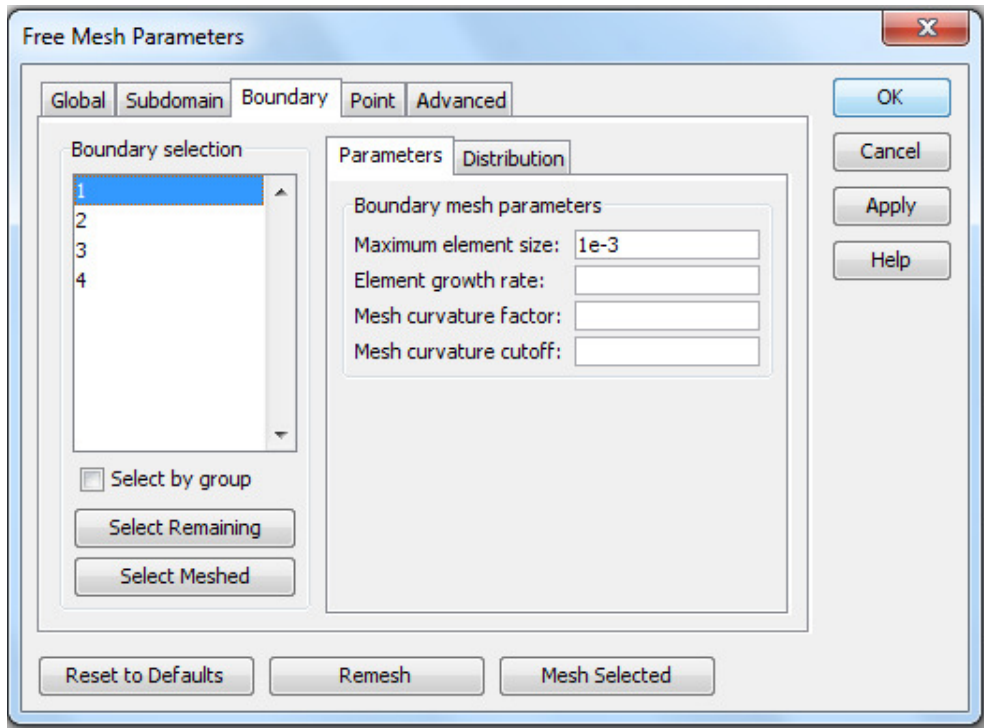 Free Mesh Parameters
Global Subdomain Boundary Point Advanced
OK
Cancel
Apply
Help
Boundary selection
1
2
3
4
Select by group
Select Remaining
Select Meshed
Parameters Distribution
Boundary mesh parameters
Maximum element size: 1e-3
Element growth rate:
Mesh curvature factor:
Mesh curvature cutoff:
Reset to Defaults Remesh Mesh Selected